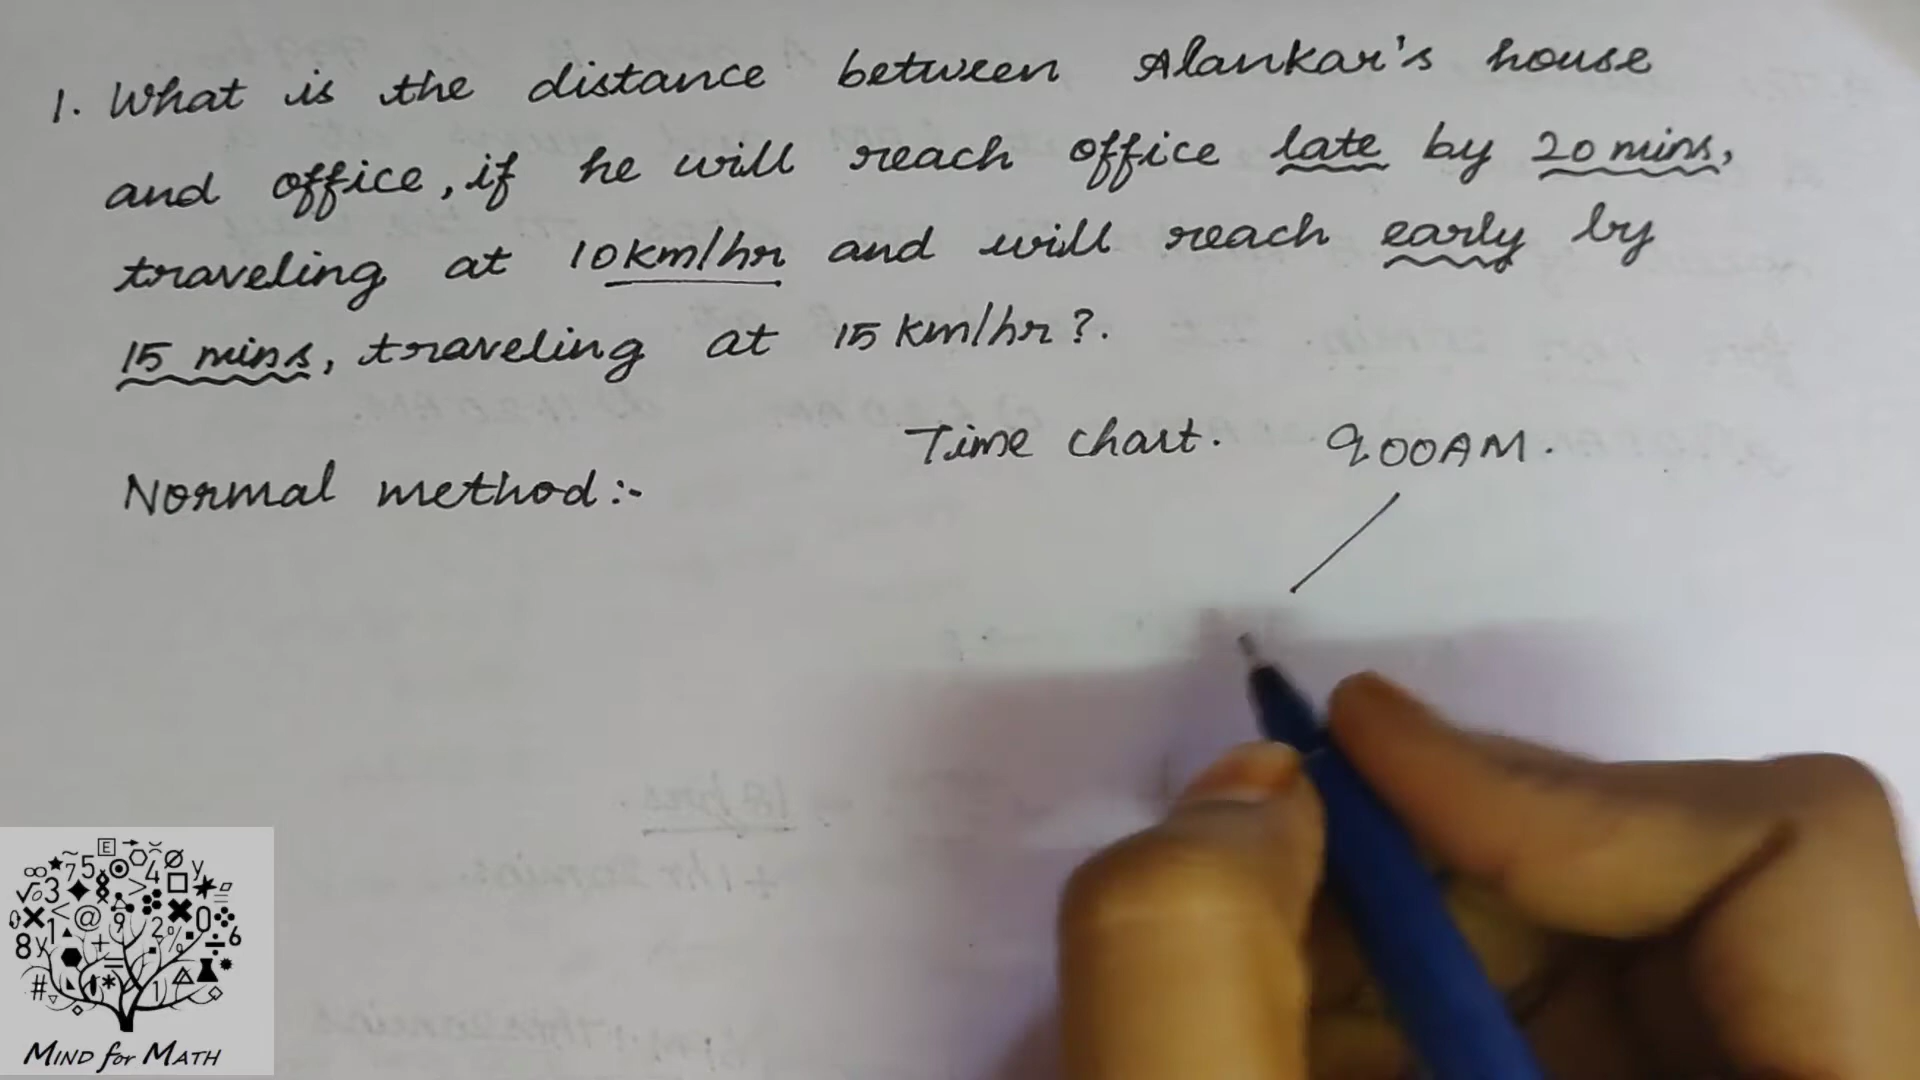 1. What is the distance between Alankar's house
and office, if he will reach office late by 20 mins,
traveling at 10km/hr and will reach early by
15 mins, traveling at 15 km/hr?.
Time chart. 9.00AM.
Normal method:-
MIND for MATH